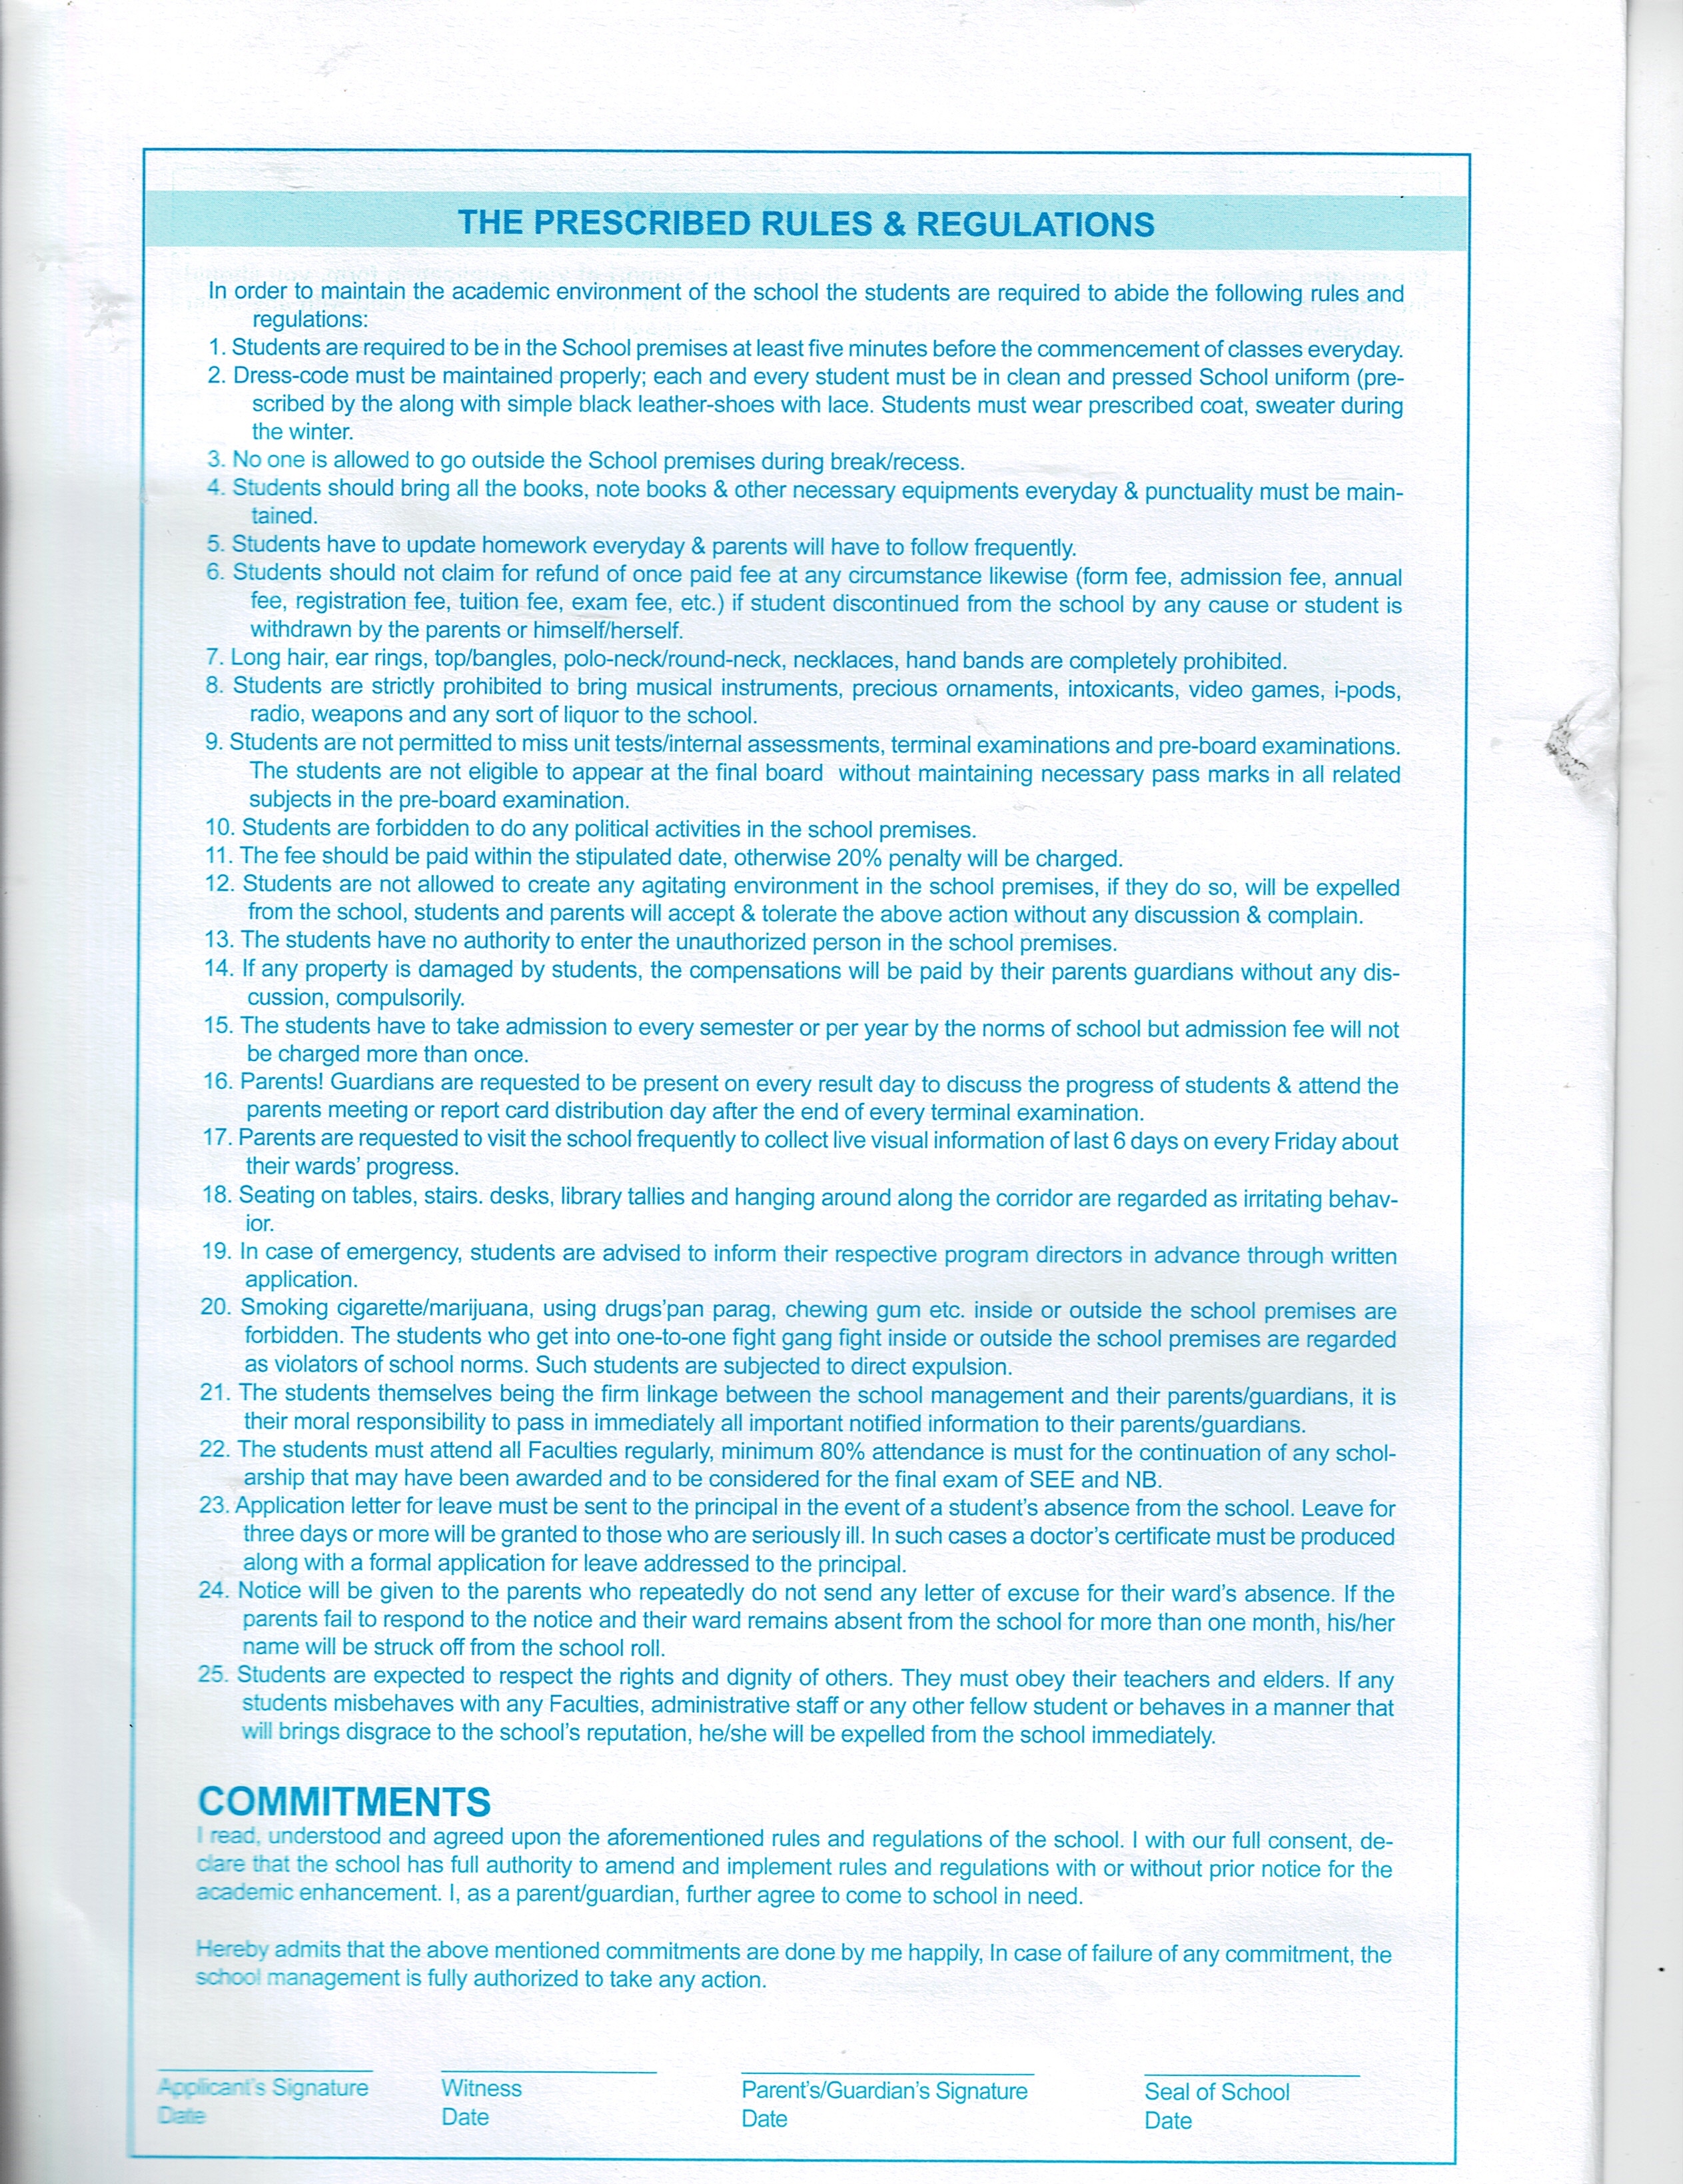 THE PRESCRIBED RULES & REGULATIONS
In order to maintain the academic environment of the school the students are required to abide the following rules and
regulations:
1. Students are required to be in the School premises at least five minutes before the commencement of classes everyday.
2. Dress-code must be maintained properly; each and every student must be in clean and pressed School uniform (pre-
scribed by the along with simple black leather-shoes with lace. Students must wear prescribed coat, sweater during
the winter.
3. No one is allowed to go outside the School premises during break/recess.
4. Students should bring all the books, note books & other necessary equipments everyday & punctuality must be main-
tained.
5. Students have to update homework everyday & parents will have to follow frequently.
6. Students should not claim for refund of once paid fee at any circumstance likewise (form fee, admission fee, annual
fee, registration fee, tuition fee, exam fee, etc.) if student discontinued from the school by any cause or student is
withdrawn by the parents or himself/herself.
7. Long hair, ear rings, top/bangles, polo-neck/round-neck, necklaces, hand bands are completely prohibited.
8. Students are strictly prohibited to bring musical instruments, precious ornaments, intoxicants, video games, i-pods,
radio, weapons and any sort of liquor to the school.
9. Students are not permitted to miss unit tests/internal assessments, terminal examinations and pre-board examinations.
The students are not eligible to appear at the final board without maintaining necessary pass marks in all related
subjects in the pre-board examination.
10. Students are forbidden to do any political activities in the school premises.
11. The fee should be paid within the stipulated date, otherwise 20% penalty will be charged.
12. Students are not allowed to create any agitating environment in the school premises, if they do so, will be expelled
from the school, students and parents will accept & tolerate the above action without any discussion & complain.
13. The students have no authority to enter the unauthorized person in the school premises.
14. If any property is damaged by students, the compensations will be paid by their parents guardians without any dis-
cussion, compulsorily.
15. The students have to take admission to every semester or per year by the norms of school but admission fee will not
be charged more than once.
16. Parents! Guardians are requested to be present on every result day to discuss the progress of students & attend the
parents meeting or report card distribution day after the end of every terminal examination.
17. Parents are requested to visit the school frequently to collect live visual information of last 6 days on every Friday about
their wards' progress.
18. Seating on tables, stairs. desks, library tallies and hanging around along the corridor are regarded as irritating behav-
ior.
19. In case of emergency, students are advised to inform their respective program directors in advance through written
application.
20. Smoking cigarette/marijuana, using drugs'pan parag, chewing gum etc. inside or outside the school premises are
forbidden. The students who get into one-to-one fight gang fight inside or outside the school premises are regarded
as violators of school norms. Such students are subjected to direct expulsion.
21. The students themselves being the firm linkage between the school management and their parents/guardians, it is
their moral responsibility to pass in immediately all important notified information to their parents/guardians.
22. The students must attend all Faculties regularly, minimum 80% attendance is must for the continuation of any schol-
arship that may have been awarded and to be considered for the final exam of SEE and NB.
23. Application letter for leave must be sent to the principal in the event of a student's absence from the school. Leave for
three days or more will be granted to those who are seriously ill. In such cases a doctor's certificate must be produced
along with a formal application for leave addressed to the principal.
24. Notice will be given to the parents who repeatedly do not send any letter of excuse for their ward's absence. If the
parents fail to respond to the notice and their ward remains absent from the school for more than one month, his/her
name will be struck off from the school roll.
25. Students are expected to respect the rights and dignity of others. They must obey their teachers and elders. If any
students misbehaves with any Faculties, administrative staff or any other fellow student or behaves in a manner that
will brings disgrace to the school's reputation, he/she will be expelled from the school immediately.
COMMITMENTS
I read, understood and agreed upon the aforementioned rules and regulations of the school. I with our full consent, de-
clare that the school has full authority to amend and implement rules and regulations with or without prior notice for the
academic enhancement. I, as a parent/guardian, further agree to come to school in need.
Hereby admits that the above mentioned commitments are done by me happily, In case of failure of any commitment, the
school management is fully authorized to take any action.
Applicant's Signature Witness Parent's/Guardian's Signature Seal of School
Date Date Date Date